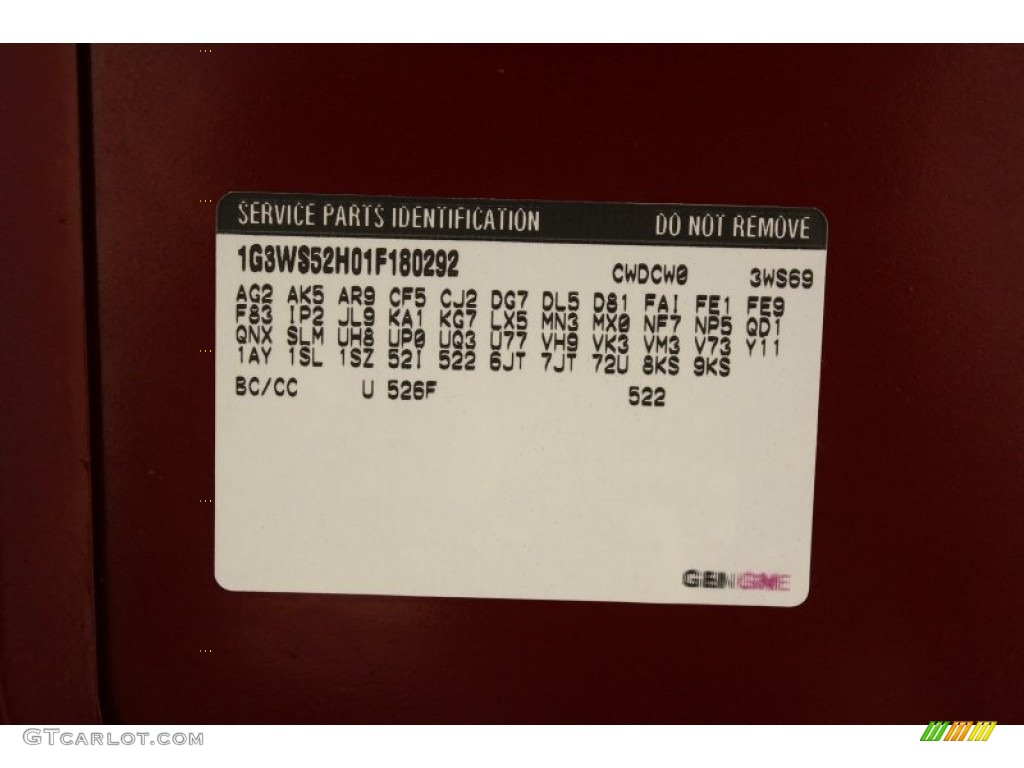 SERVICE PARTS IDENTIFICATION DO NOT REMOVE
1G3WS52H01F180292 CWDCW0 3WS69
AG2 AK5 AR9 CF5 CJ2 DG7 DL5 D81 FAI FE1 FE9
F83 IP2 JL9 KA1 KG7 LX5 MN3 MX0 NF7 NP5 QD1
QNX SLM UH8 UP0 UQ3 U77 VH9 VK3 VM3 V73 Y11
1AY 1SL 1SZ 52I 522 6JT 7JT 72U 8KS 9KS
BC/CC U 526F 522
GEN
GTCARLOT.COM